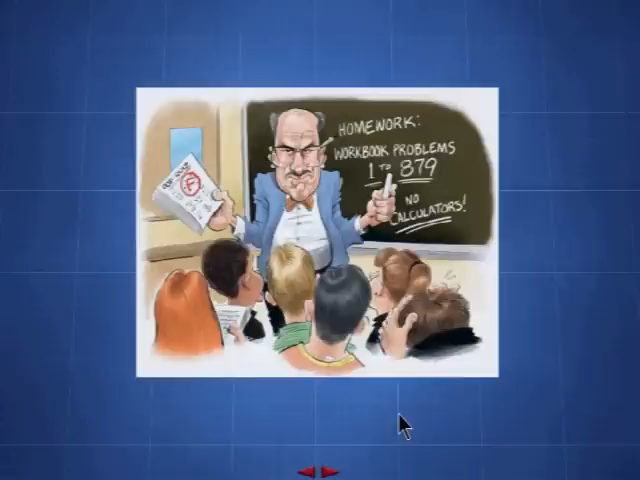 HOMEWORK:
WORKBOOK PROBLEMS
1 TO 879
NO
CALCULATORS!
F